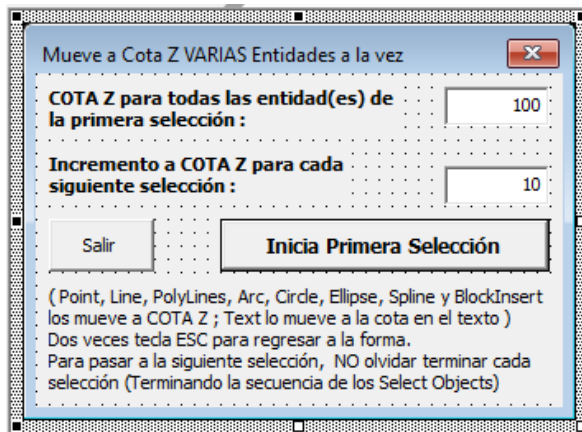 Mueve a Cota Z VARIAS Entidades a la vez
COTA Z para todas las entidad(es) de
la primera selección :
100
Incremento a COTA Z para cada
siguiente selección :
10
Salir
Inicia Primera Selección
( Point, Line, PolyLines, Arc, Circle, Ellipse, Spline y BlockInsert
los mueve a COTA Z ; Text lo mueve a la cota en el texto )
Dos veces tecla ESC para regresar a la forma.
Para pasar a la siguiente selección, NO olvidar terminar cada
selección (Terminando la secuencia de los Select Objects)